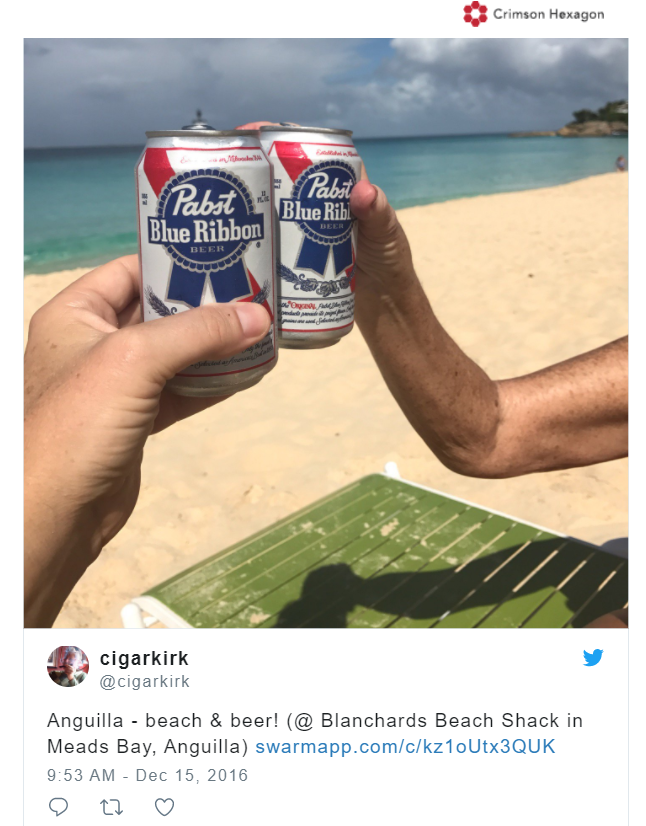 Crimson Hexagon
Pabst
Blue Ribbon
BEER
®
Pabst
Blue Rib
BEER
cigarkirk
@cigarkirk
Anguilla - beach & beer! (@ Blanchards Beach Shack in
Meads Bay, Anguilla) swarmapp.com/c/kz1oUtx3QUK
9:53 AM - Dec 15, 2016